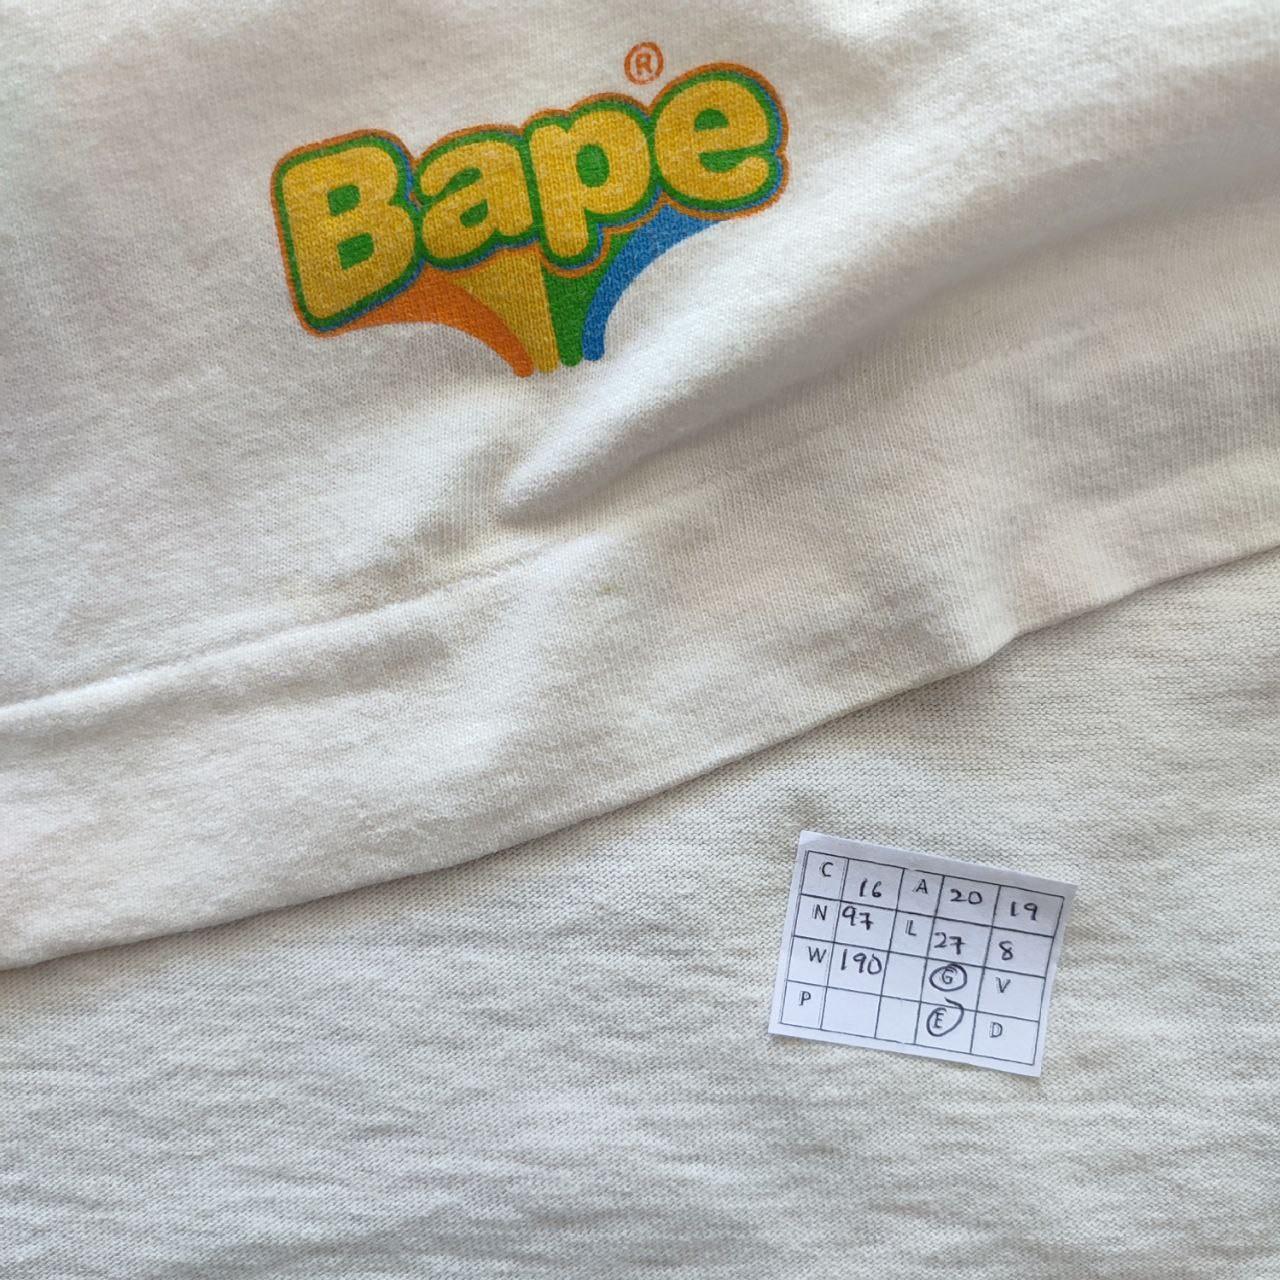 ®
Bape
C 16 A 20 19
N 97 L 27 8
W 190 G V
P E D